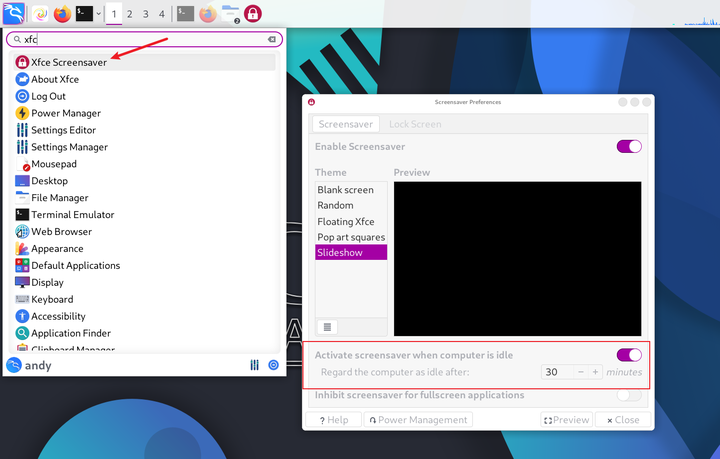 1 2 3 4
2
xfc
Xfce Screensaver
About Xfce
Log Out
Power Manager
Settings Editor
Settings Manager
Mousepad
Desktop
File Manager
Terminal Emulator
Web Browser
Appearance
Default Applications
Display
Keyboard
Accessibility
Application Finder
Clipboard Manager
andy
Screensaver Preferences
Screensaver Lock Screen
Enable Screensaver
Theme Preview
Blank screen
Random
Floating Xfce
Pop art squares
Slideshow
Activate screensaver when computer is idle
Regard the computer as idle after: 30 − + minutes
Inhibit screensaver for fullscreen applications
? Help Power Management Preview × Close